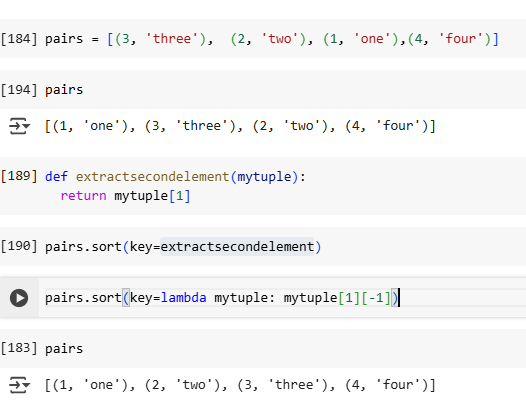 [184] pairs = [(3, 'three'),  (2, 'two'), (1, 'one'),(4, 'four')]
[194] pairs
[(1, 'one'), (3, 'three'), (2, 'two'), (4, 'four')]
[189] def extractsecondelement(mytuple):
return mytuple[1]
[190] pairs.sort(key=extractsecondelement)
pairs.sort(key=lambda mytuple: mytuple[1][-1])
[183] pairs
[(1, 'one'), (2, 'two'), (3, 'three'), (4, 'four')]